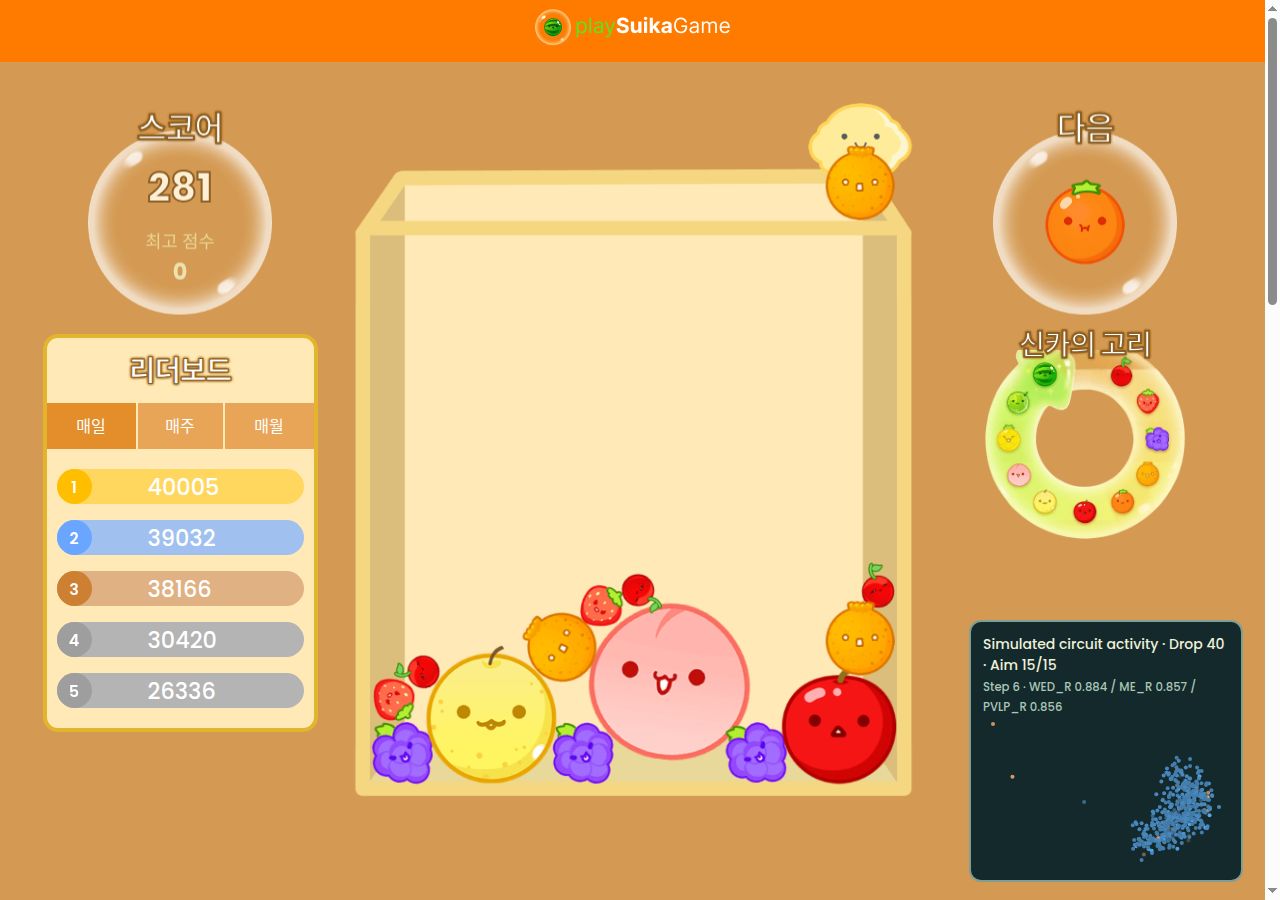 playSuikaGame
스코어
281
최고 점수
0
다음
신카의 고리
리더보드
매일 매주 매월
1 40005
2 39032
3 38166
4 30420
5 26336
Simulated circuit activity · Drop 40
· Aim 15/15
Step 6 · WED_R 0.884 / ME_R 0.857 /
PVLP_R 0.856